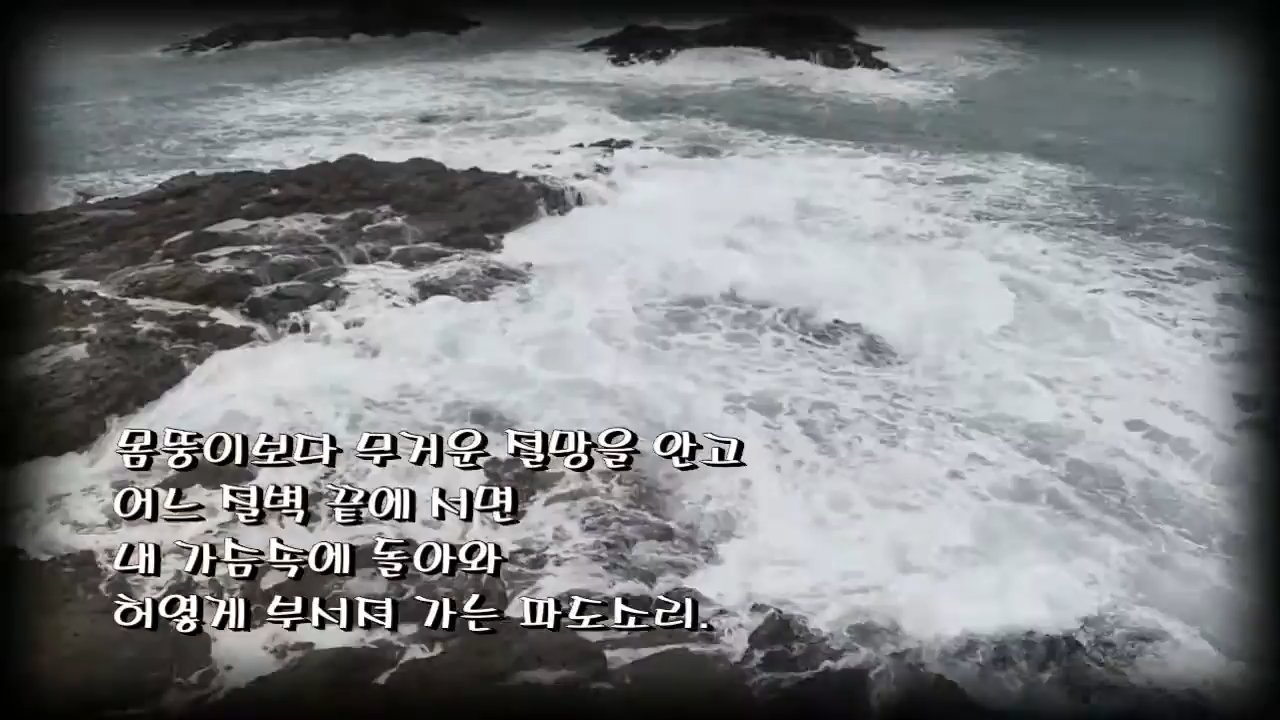 몸뚱이보다 무거운 절망을 안고
어느 절벽 끝에 서면
내 가슴속에 돌아와
허옇게 부서져 가는 파도소리.